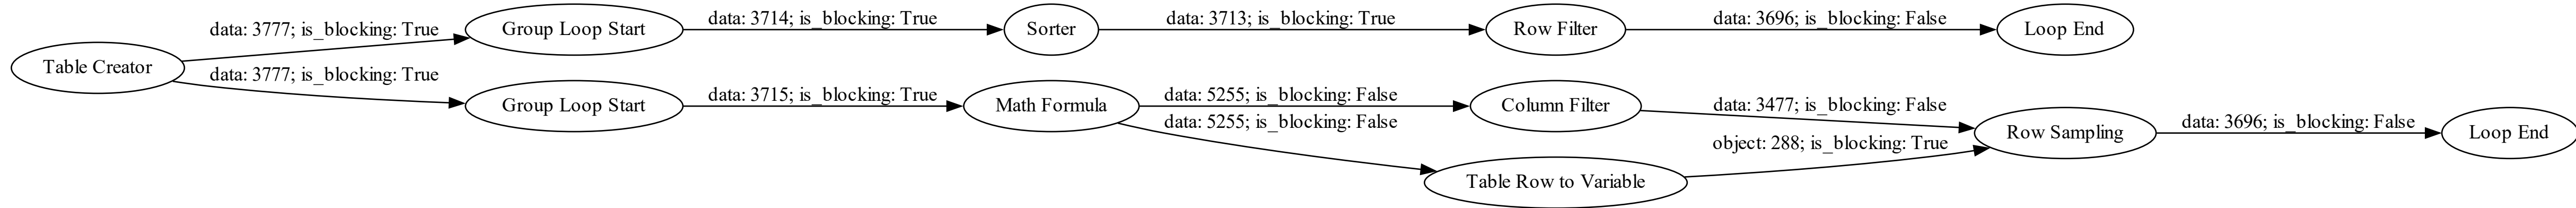 Table Creator
data: 3777; is_blocking: True
Group Loop Start
data: 3714; is_blocking: True
Sorter
data: 3713; is_blocking: True
Row Filter
data: 3696; is_blocking: False
Loop End
data: 3777; is_blocking: True
Group Loop Start
data: 3715; is_blocking: True
Math Formula
data: 5255; is_blocking: False
Column Filter
data: 3477; is_blocking: False
data: 5255; is_blocking: False
Table Row to Variable
object: 288; is_blocking: True
Row Sampling
data: 3696; is_blocking: False
Loop End